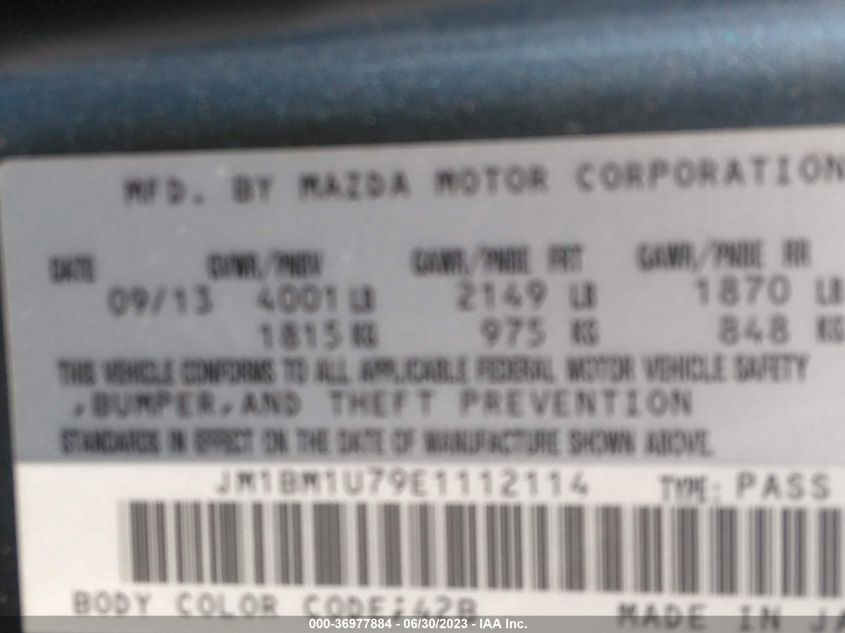 MFD. BY MAZDA MOTOR CORPORATION
DATE GVWR/PNBV GAWR/PNBE FRT GAWR/PNBE RR
09/13 4001 LB 2149 LB 1870 LB
1815 KG 975 KG 848 KG
THIS VEHICLE CONFORMS TO ALL APPLICABLE FEDERAL MOTOR VEHICLE SAFETY
,BUMPER,AND THEFT PREVENTION
STANDARDS IN EFFECT ON THE DATE OF MANUFACTURE SHOWN ABOVE.
JM1BM1U79E1112114 TYPE: PASS
BODY COLOR CODE:42B MADE IN JA
000-36977884 / 06/30/2023 - IAA Inc.